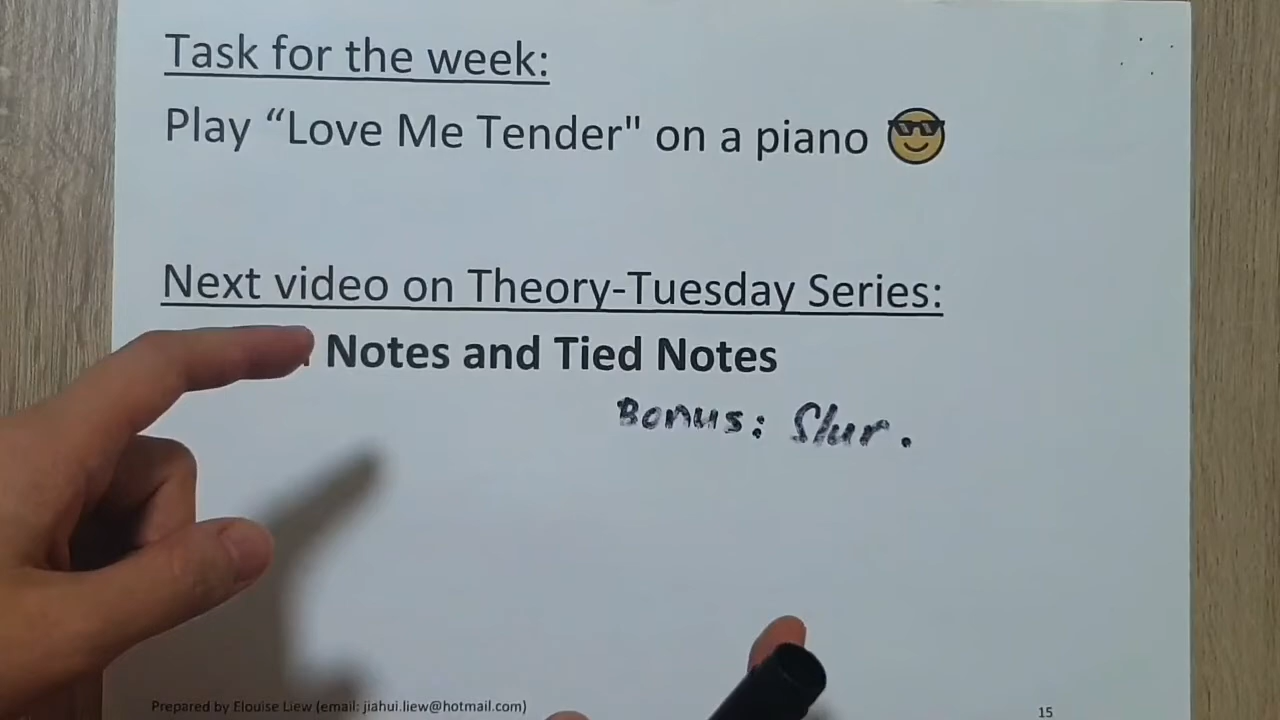 Task for the week:
Play “Love Me Tender" on a piano
Next video on Theory-Tuesday Series:
Notes and Tied Notes
Bonus: Slur.
Prepared by Elouise Liew (email: jiahui.liew@hotmail.com)
15